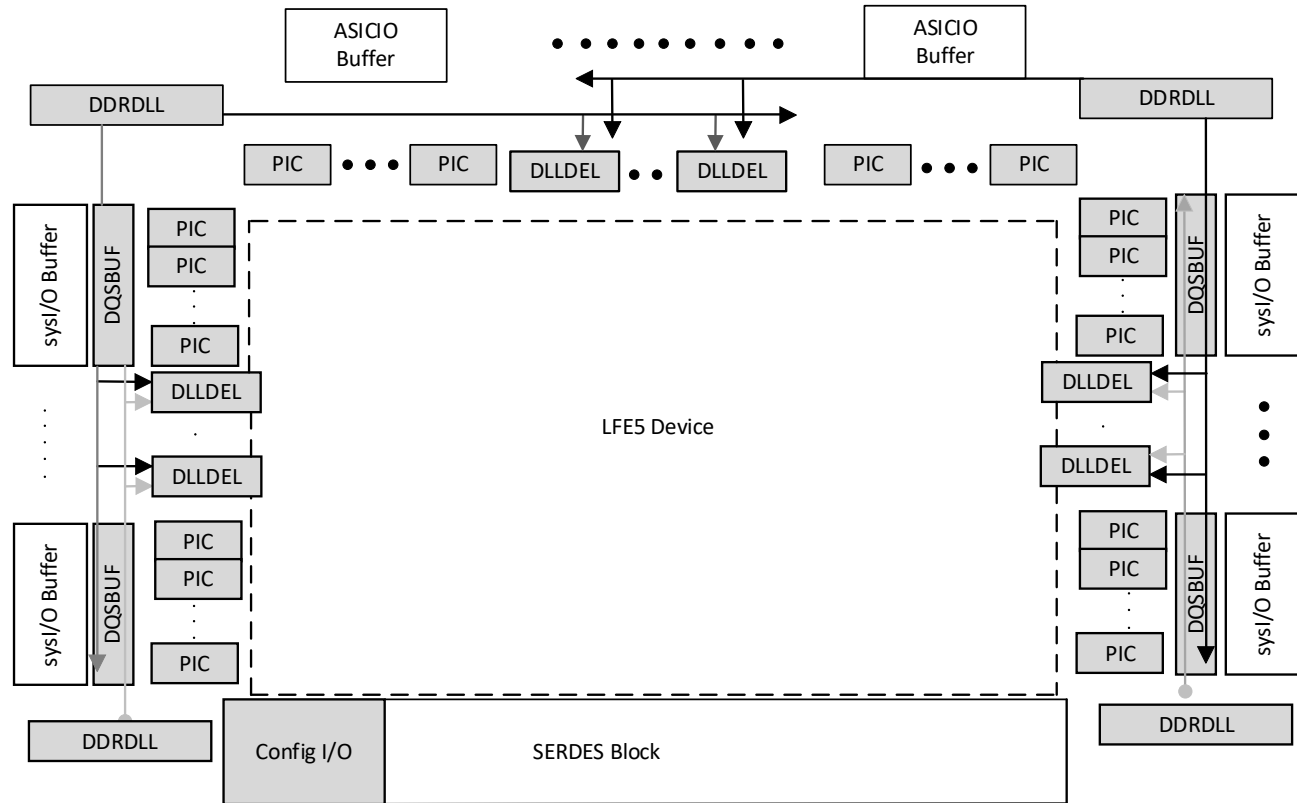 ASICIO
Buffer
ASICIO
Buffer
DDRDLL
DDRDLL
PIC
PIC
DLLDEL
DLLDEL
PIC
PIC
sysI/O Buffer
DQSBUF
PIC
PIC
PIC
DLLDEL
DLLDEL
sysI/O Buffer
DQSBUF
PIC
PIC
PIC
DDRDLL
LFE5 Device
PIC
PIC
PIC
DQSBUF
sysI/O Buffer
DLLDEL
DLLDEL
PIC
PIC
PIC
DQSBUF
sysI/O Buffer
DDRDLL
Config I/O
SERDES Block